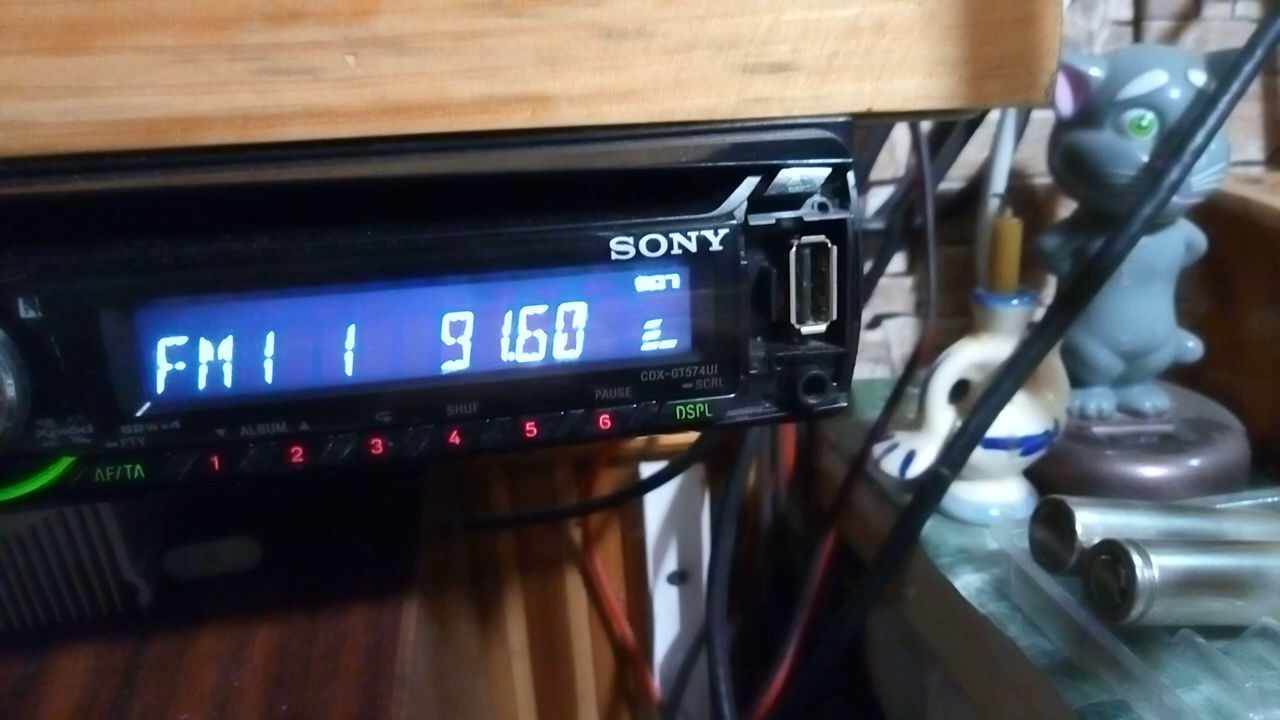 SONY
FM1 1 91.60
CDX-GT574UI
SCRL
PAUSE
SHUF
ALBUM
52W×4
PTY
AF/TA 1 2 3 4 5 6 DSPL